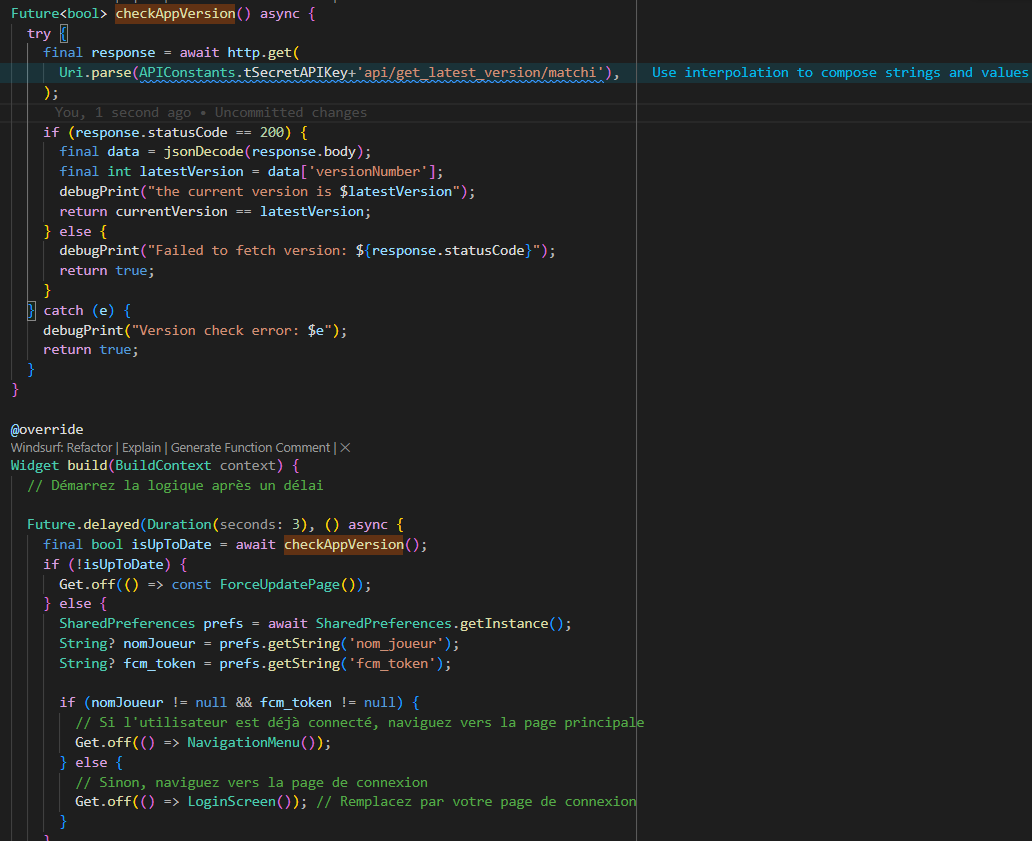 Future<bool> checkAppVersion() async {
try {
final response = await http.get(
Uri.parse(APIConstants.tSecretAPIKey+'api/get_latest_version/matchi'), Use interpolation to compose strings and values
);
You, 1 second ago • Uncommitted changes
if (response.statusCode == 200) {
final data = jsonDecode(response.body);
final int latestVersion = data['versionNumber'];
debugPrint("the current version is $latestVersion");
return currentVersion == latestVersion;
} else {
debugPrint("Failed to fetch version: ${response.statusCode}");
return true;
}
} catch (e) {
debugPrint("Version check error: $e");
return true;
}
}
@override
Windsurf: Refactor | Explain | Generate Function Comment | ×
Widget build(BuildContext context) {
// Démarrez la logique après un délai
Future.delayed(Duration(seconds: 3), () async {
final bool isUpToDate = await checkAppVersion();
if (!isUpToDate) {
Get.off(() => const ForceUpdatePage());
} else {
SharedPreferences prefs = await SharedPreferences.getInstance();
String? nomJoueur = prefs.getString('nom_joueur');
String? fcm_token = prefs.getString('fcm_token');
if (nomJoueur != null && fcm_token != null) {
// Si l'utilisateur est déjà connecté, naviguez vers la page principale
Get.off(() => NavigationMenu());
} else {
// Sinon, naviguez vers la page de connexion
Get.off(() => LoginScreen()); // Remplacez par votre page de connexion
}
}